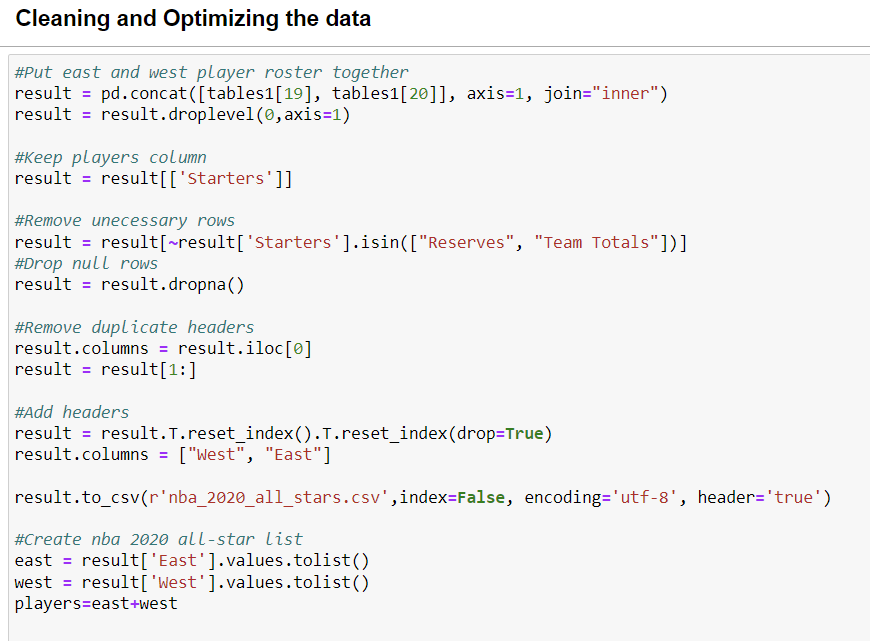 Cleaning and Optimizing the data
#Put east and west player roster together
result = pd.concat([tables1[19], tables1[20]], axis=1, join="inner")
result = result.droplevel(0,axis=1)
#Keep players column
result = result[['Starters']]
#Remove unecessary rows
result = result[~result['Starters'].isin(["Reserves", "Team Totals"])]
#Drop null rows
result = result.dropna()
#Remove duplicate headers
result.columns = result.iloc[0]
result = result[1:]
#Add headers
result = result.T.reset_index().T.reset_index(drop=True)
result.columns = ["West", "East"]
result.to_csv(r'nba_2020_all_stars.csv',index=False, encoding='utf-8', header='true')
#Create nba 2020 all-star list
east = result['East'].values.tolist()
west = result['West'].values.tolist()
players=east+west